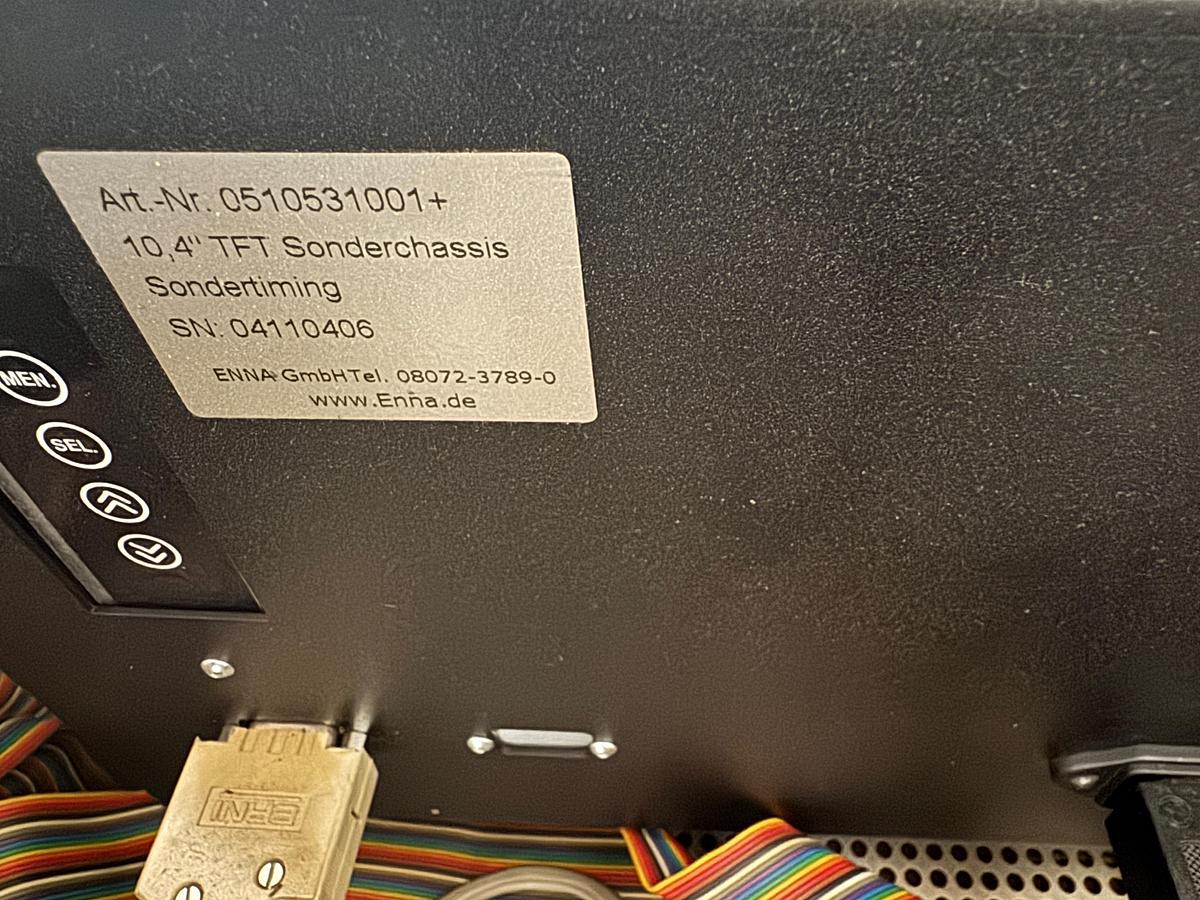 Art.-Nr. 0510531001+
10,4" TFT Sonderchassis
Sondertiming
SN: 04110406
ENNA GmbHTel. 08072-3789-0
www.Enna.de
MEN.
SEL.
ERNI